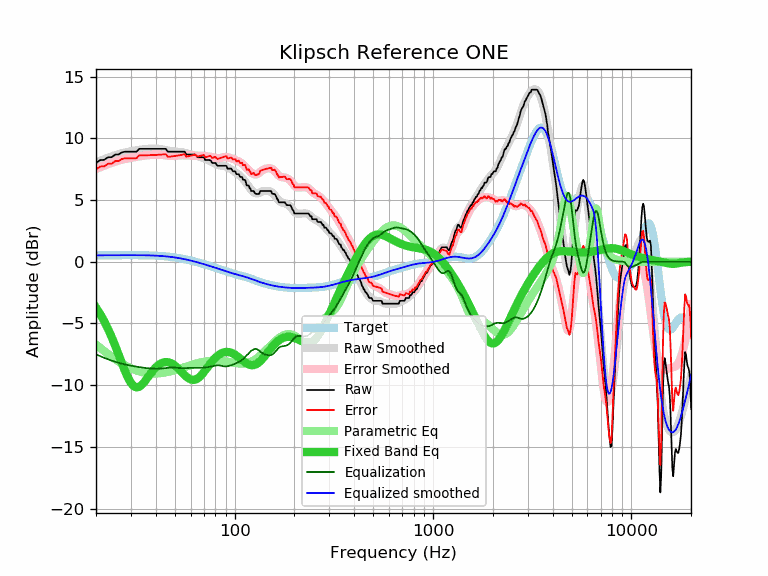 Klipsch Reference ONE
15
10
5
0
−5
−10
−15
−20
Amplitude (dBr)
Target
Raw Smoothed
Error Smoothed
Raw
Error
Parametric Eq
Fixed Band Eq
Equalization
Equalized smoothed
100
1000
10000
Frequency (Hz)